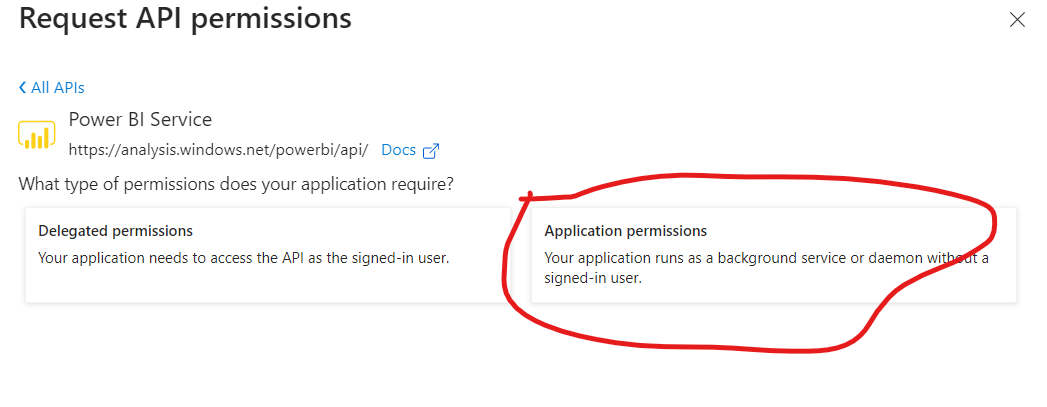 Request API permissions
All APIs
Power BI Service
https://analysis.windows.net/powerbi/api/ Docs
What type of permissions does your application require?
Delegated permissions
Your application needs to access the API as the signed-in user.
Application permissions
Your application runs as a background service or daemon without a
signed-in user.